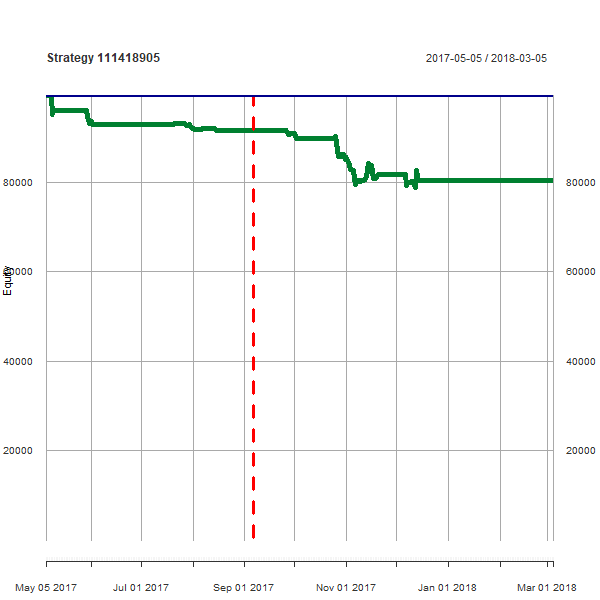 Strategy 111418905
2017-05-05 / 2018-03-05
80000
80000
Equity
60000
60000
40000
40000
20000
20000
May 05 2017
Jul 01 2017
Sep 01 2017
Nov 01 2017
Jan 01 2018
Mar 01 2018